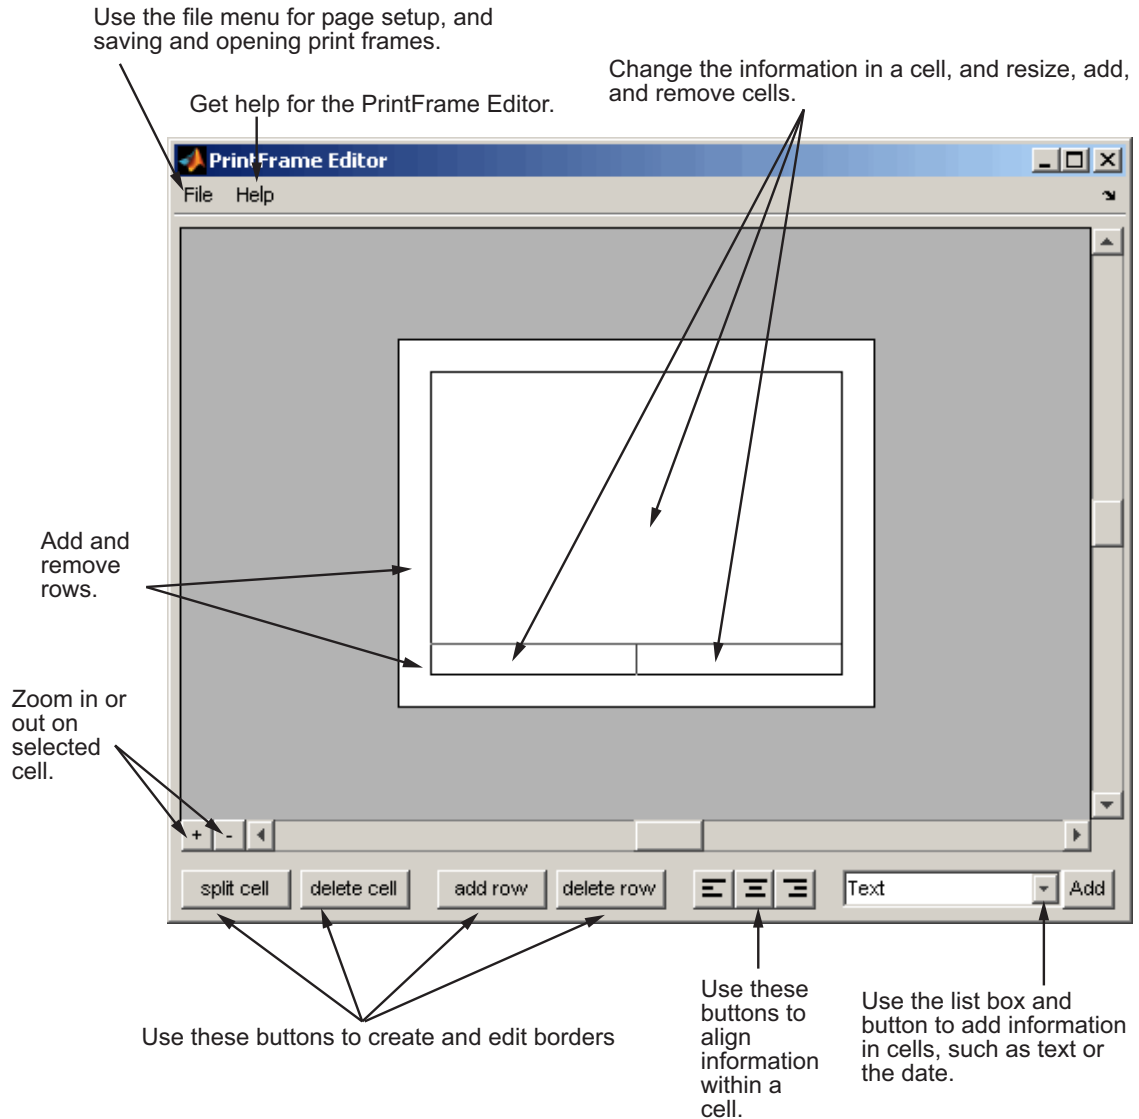 Use the file menu for page setup, and
saving and opening print frames.
Change the information in a cell, and resize, add,
and remove cells.
Get help for the PrintFrame Editor.
PrintFrame Editor
File Help
Add and
remove
rows.
Zoom in or
out on
selected
cell.
+ -
split cell delete cell add row delete row Text Add
Use these buttons to create and edit borders
Use these
buttons to
align
information
within a
cell.
Use the list box and
button to add information
in cells, such as text or
the date.